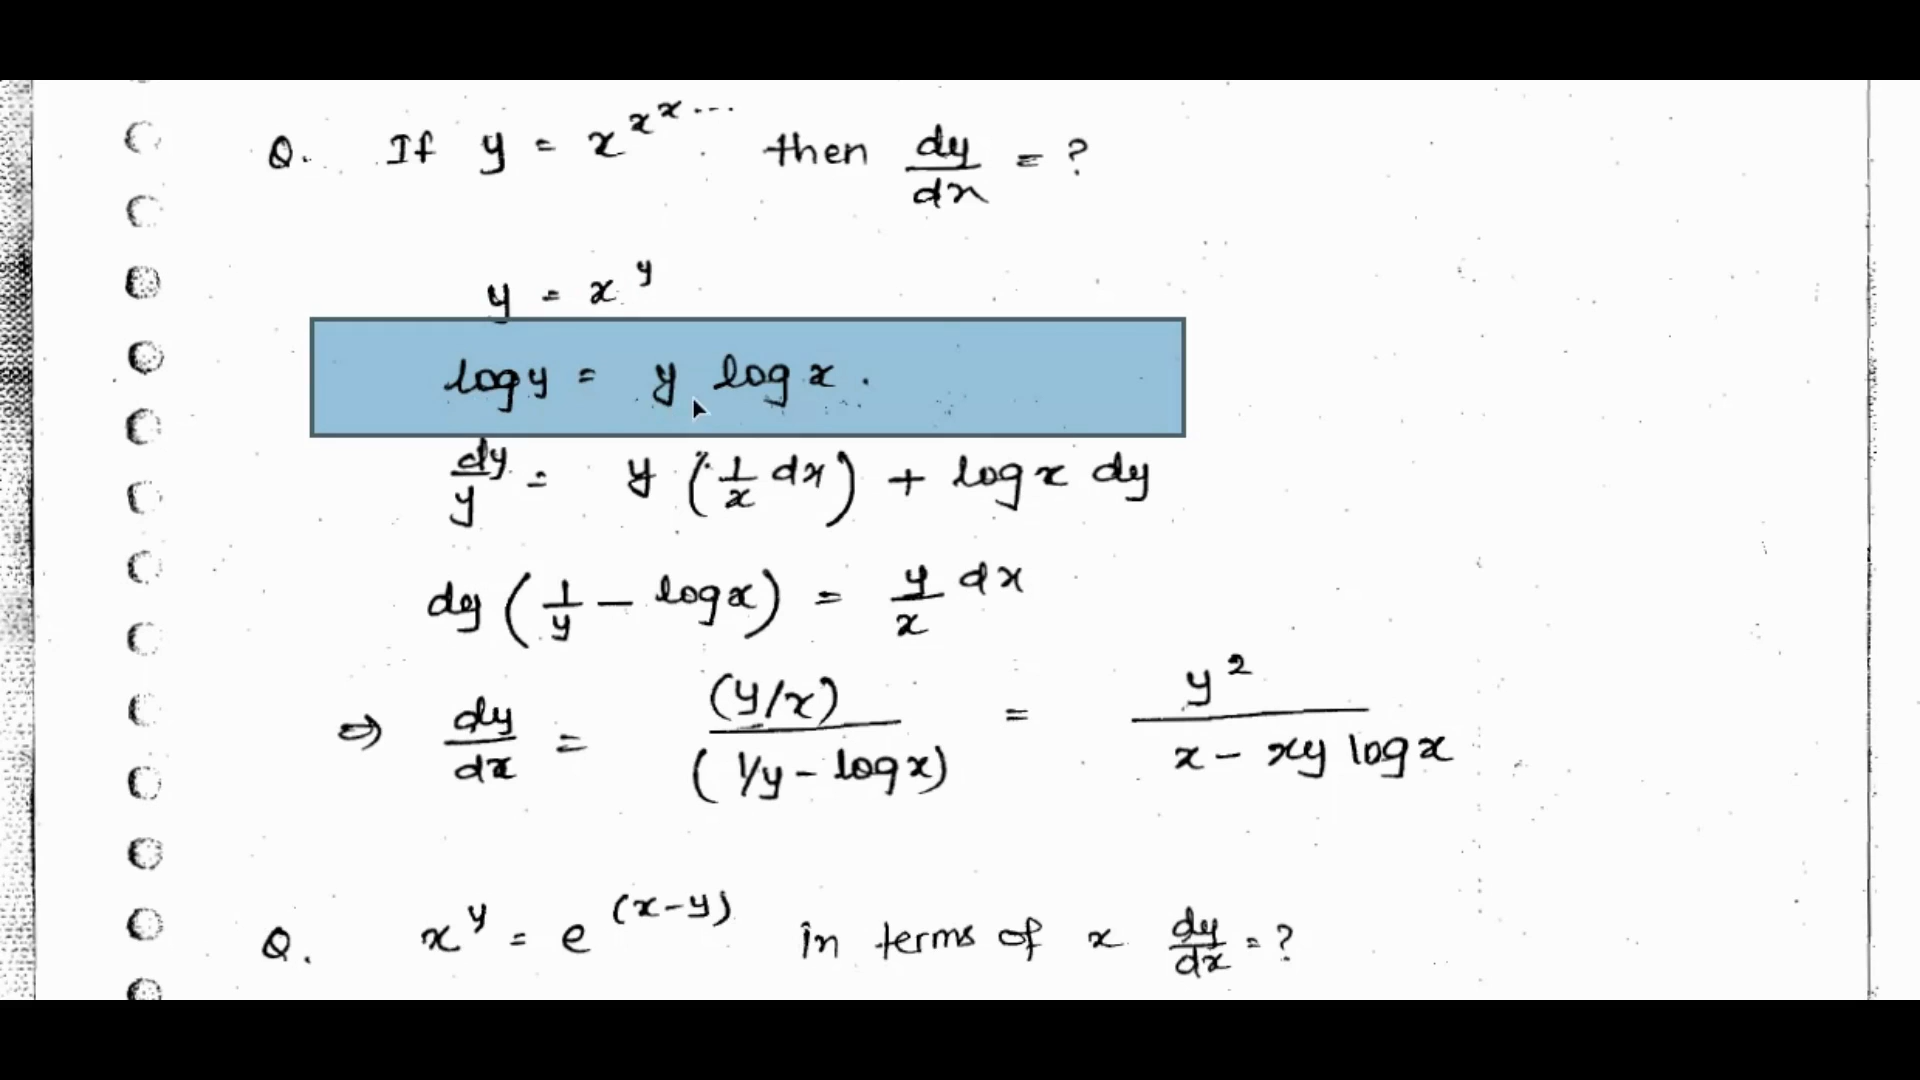 Q. If y = x^x^x... then dy/dx = ?
y = x^y
log y = y log x.
dy/y = y (1/x dx) + log x dy
dy (1/y - log x) = y/x dx
⇒ dy/dx = (y/x)/(1/y - log x) = y^2/(x - xy log x)
Q. x^y = e^(x-y) in terms of x dy/dx = ?